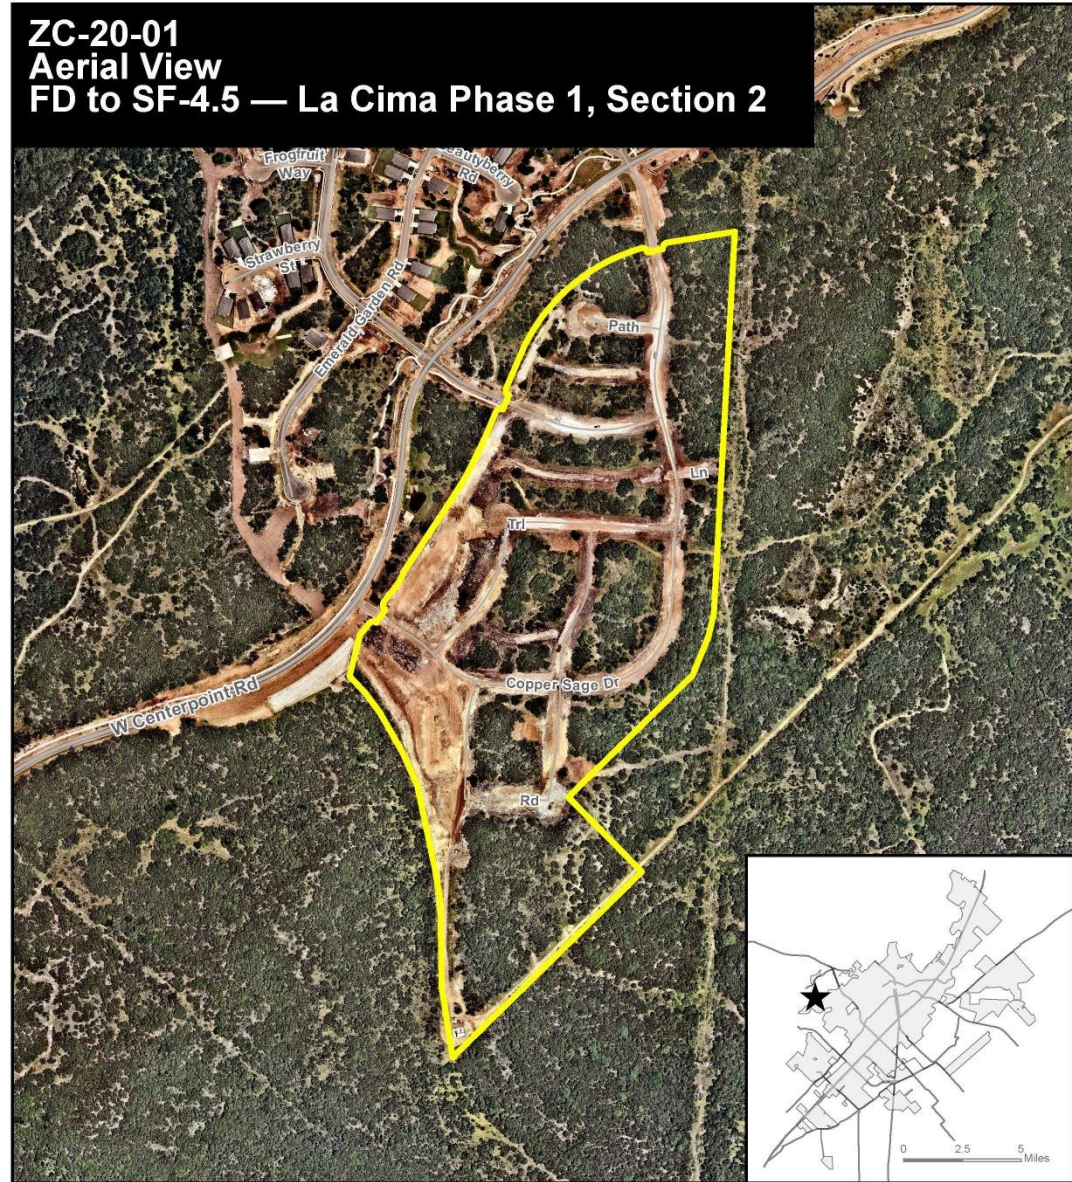 ZC-20-01
Aerial View
FD to SF-4.5 — La Cima Phase 1, Section 2
Frogfruit
Way
eautyberry
Rd
Strawberry
St
Emerald Garden Rd
Path
Ln
Trl
Copper Sage Dr
W Centerpoint Rd
Rd
0 2.5 5
Miles